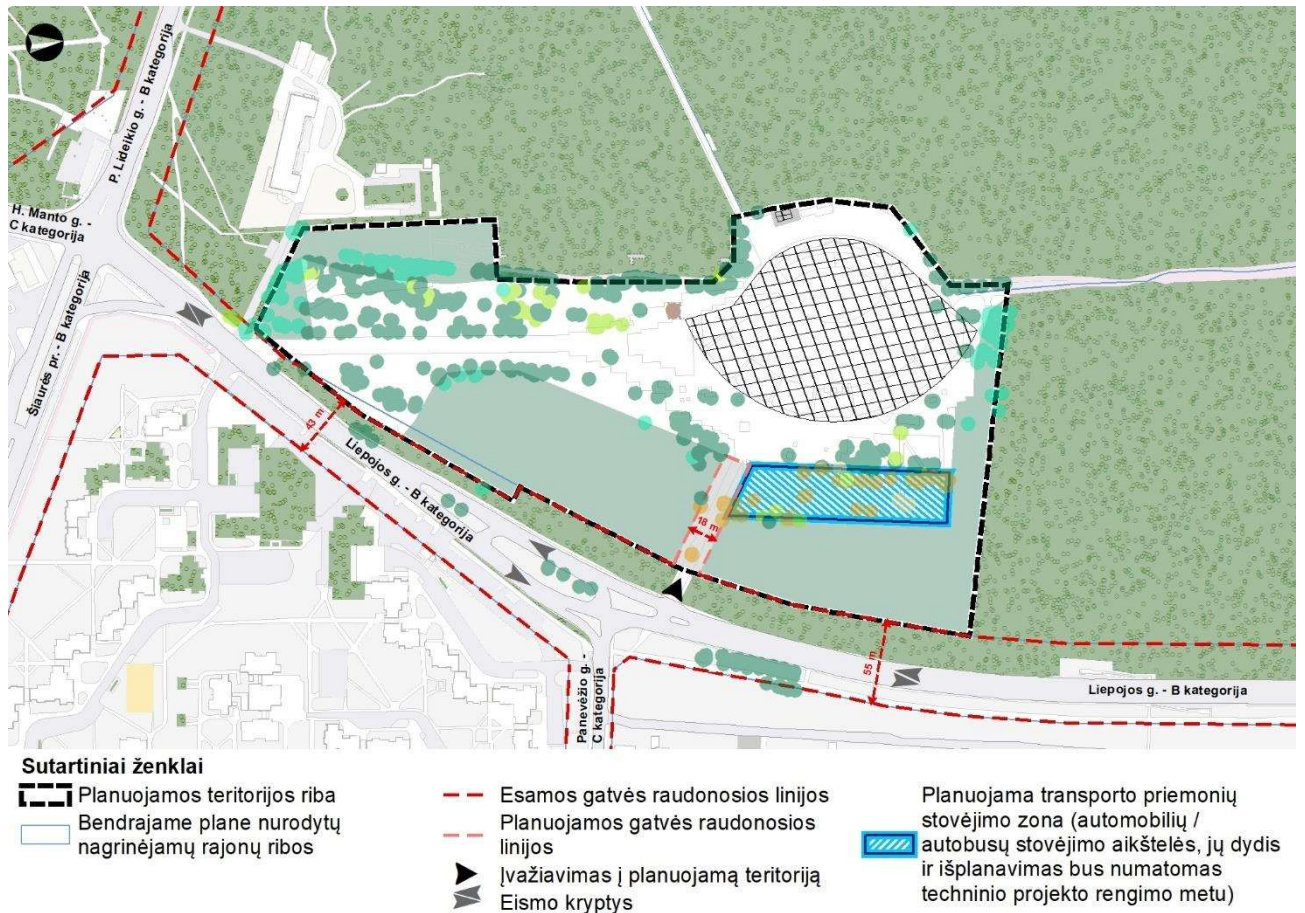 P. Lideikio g. - B kategorija
H. Manto g. -
C kategorija
Šiaurės pr. - B kategorija
43 m
Liepojos g. - B kategorija
18 m
55 m
Panevėžio g. -
C kategorija
Liepojos g. - B kategorija
Sutartiniai ženklai
Planuojamos teritorijos riba
Bendrajame plane nurodytų
nagrinėjamų rajonų ribos
Esamos gatvės raudonosios linijos
Planuojamos gatvės raudonosios
linijos
Įvažiavimas į planuojamą teritoriją
Eismo kryptys
Planuojama transporto priemonių
stovėjimo zona (automobilių /
autobusų stovėjimo aikštelės, jų dydis
ir išplanavimas bus numatomas
techninio projekto rengimo metu)